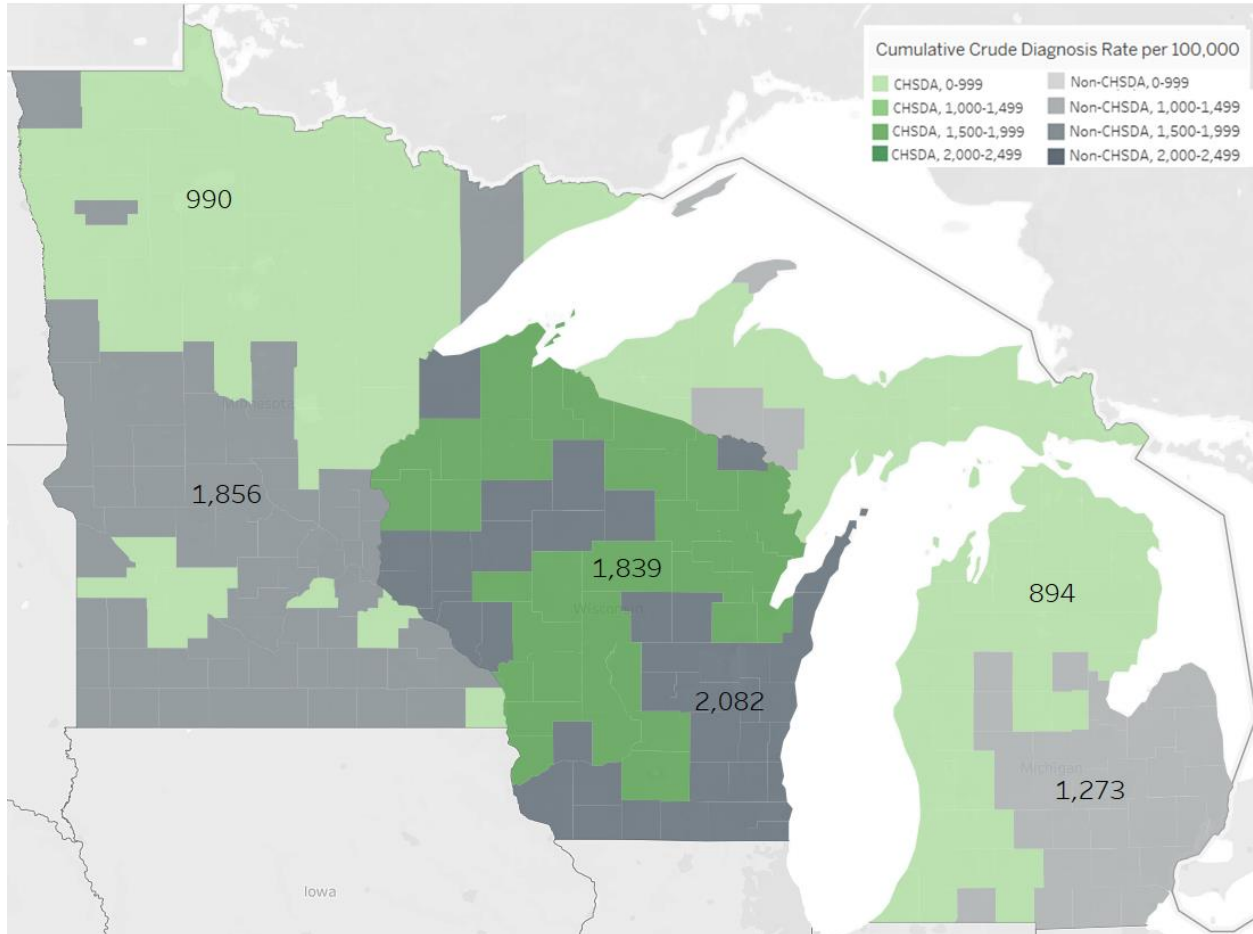 Cumulative Crude Diagnosis Rate per 100,000
CHSDA, 0-999
CHSDA, 1,000-1,499
CHSDA, 1,500-1,999
CHSDA, 2,000-2,499
Non-CHSDA, 0-999
Non-CHSDA, 1,000-1,499
Non-CHSDA, 1,500-1,999
Non-CHSDA, 2,000-2,499
990
Minnesota
1,856
1,839
Wisconsin
894
2,082
Michigan
1,273
Iowa